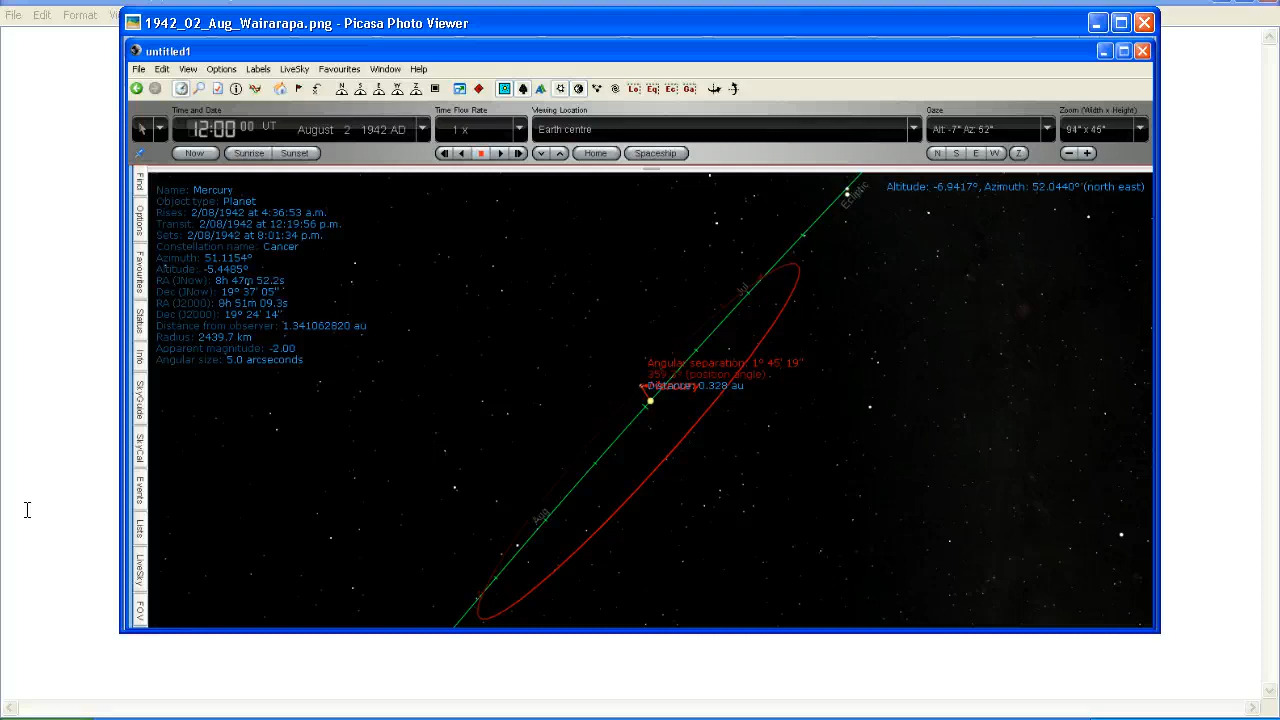 File Edit Format
1942_02_Aug_Wairarapa.png - Picasa Photo Viewer
untitled1
File Edit View Options Labels LiveSky Favourites Window Help
Lo Eq Ec Ga
Time and Date
Time Flow Rate
Viewing Location
Gaze
Zoom (Width x Height)
12:00 00 UT August 2 1942 AD
1 x
Earth centre
Alt: -7° Az: 52°
94° x 45°
Now Sunrise Sunset
Home Spaceship
N S E W Z
Find
Options
Favourites
Status
Info
SkyGuide
SkyCal
Events
Lists
LiveSky
FOV
Name: Mercury
Object type: Planet
Rises: 2/08/1942 at 4:36:53 a.m.
Transit: 2/08/1942 at 12:19:56 p.m.
Sets: 2/08/1942 at 8:01:34 p.m.
Constellation name: Cancer
Azimuth: 51.1154°
Altitude: -5.4485°
RA (JNow): 8h 47m 52.2s
Dec (JNow): 19° 37' 05"
RA (J2000): 8h 51m 09.3s
Dec (J2000): 19° 24' 14"
Distance from observer: 1.341062820 au
Radius: 2439.7 km
Apparent magnitude: -2.00
Angular size: 5.0 arcseconds
Altitude: -6.9417°, Azimuth: 52.0440° (north east)
Ecliptic
Jul
Angular separation: 1° 45' 19"
(position angle)
Distance: 0.328 au
Aug